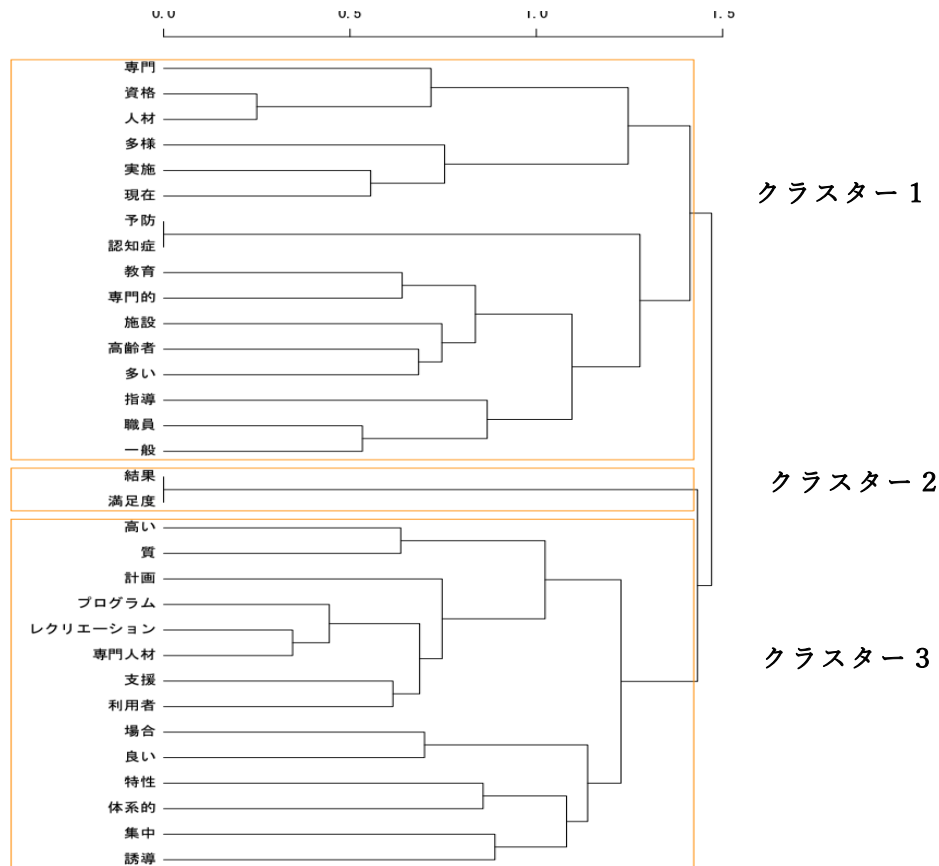 0.0 0.5 1.0 1.5
専門
資格
人材
多様
実施
現在
予防
認知症
教育
専門的
施設
高齢者
多い
指導
職員
一般
結果
満足度
高い
質
計画
プログラム
レクリエーション
専門人材
支援
利用者
場合
良い
特性
体系的
集中
誘導
クラスター１
クラスター２
クラスター３